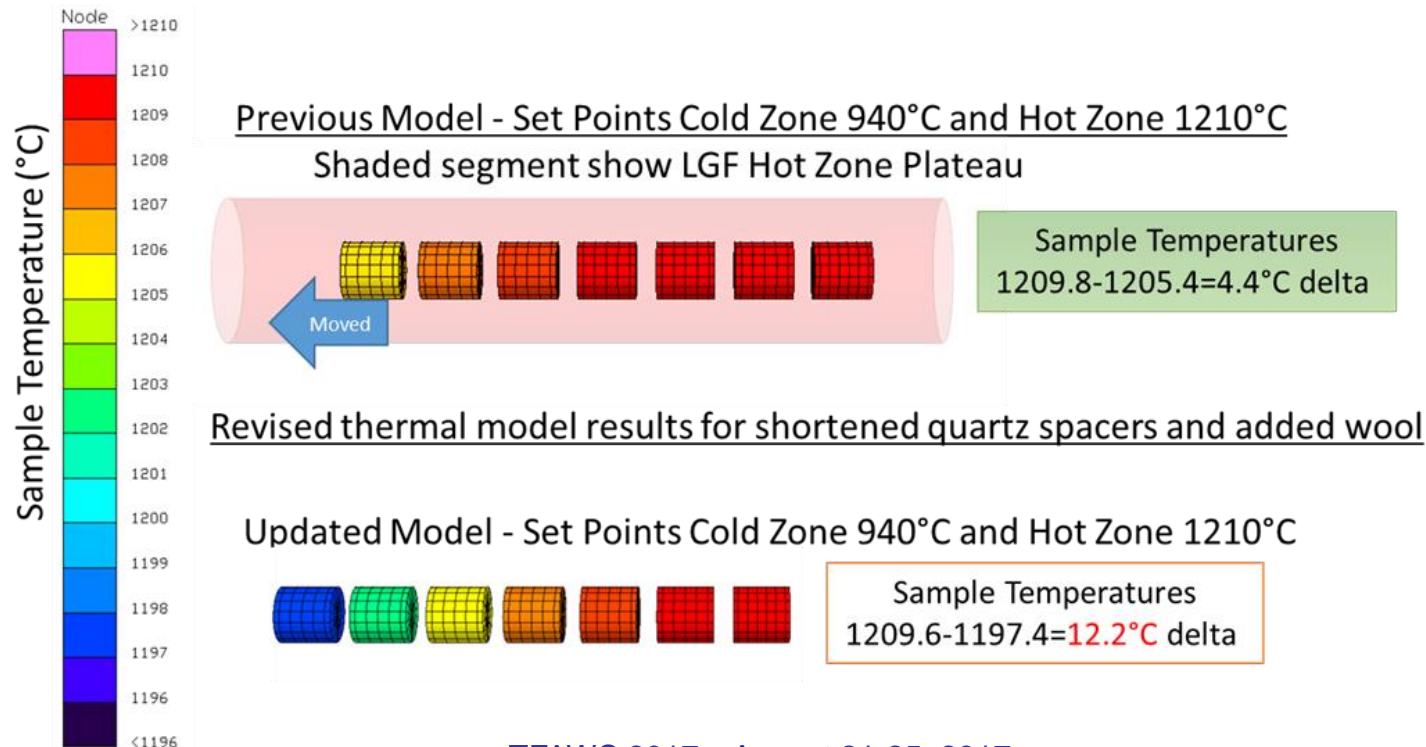 Node
>1210
1210
1209
1208
1207
1206
1205
1204
1203
1202
1201
1200
1199
1198
1197
1196
<1196
Sample Temperature (°C)
Previous Model - Set Points Cold Zone 940°C and Hot Zone 1210°C
Shaded segment show LGF Hot Zone Plateau
Moved
Sample Temperatures
1209.8-1205.4=4.4°C delta
Revised thermal model results for shortened quartz spacers and added wool
Updated Model - Set Points Cold Zone 940°C and Hot Zone 1210°C
Sample Temperatures
1209.6-1197.4=12.2°C delta